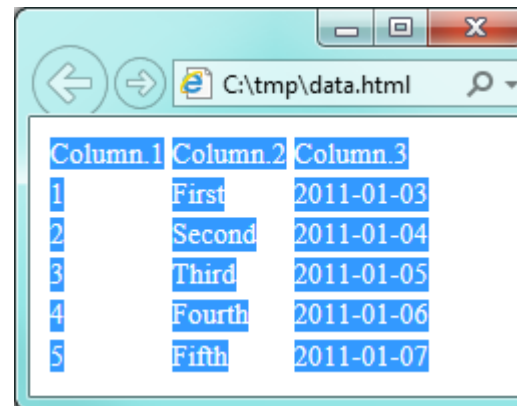 C:\tmp\data.html
Column.1 Column.2 Column.3
1 First 2011-01-03
2 Second 2011-01-04
3 Third 2011-01-05
4 Fourth 2011-01-06
5 Fifth 2011-01-07